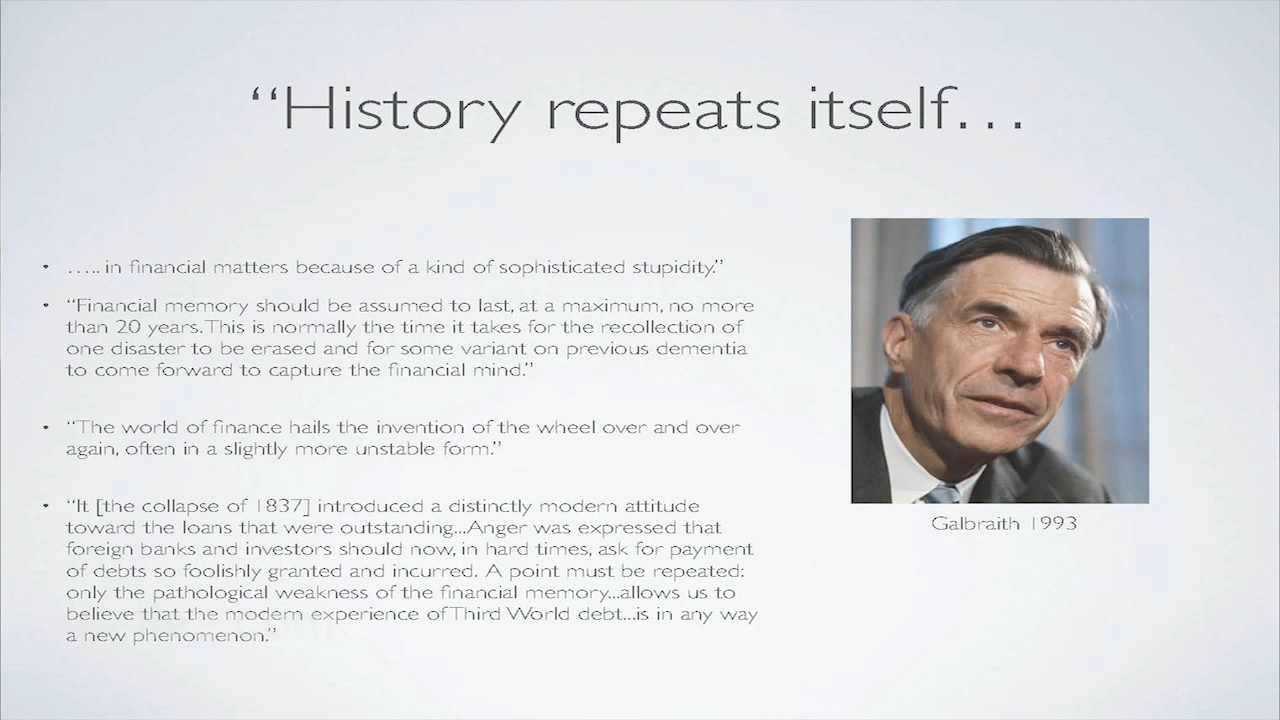 “History repeats itself…
• ….. in financial matters because of a kind of sophisticated stupidity.”
• “Financial memory should be assumed to last, at a maximum, no more
than 20 years. This is normally the time it takes for the recollection of
one disaster to be erased and for some variant on previous dementia
to come forward to capture the financial mind.”
• “The world of finance hails the invention of the wheel over and over
again, often in a slightly more unstable form.”
• “It [the collapse of 1837] introduced a distinctly modern attitude
toward the loans that were outstanding...Anger was expressed that
foreign banks and investors should now, in hard times, ask for payment
of debts so foolishly granted and incurred. A point must be repeated:
only the pathological weakness of the financial memory...allows us to
believe that the modern experience of Third World debt...is in any way
a new phenomenon.”
Galbraith 1993